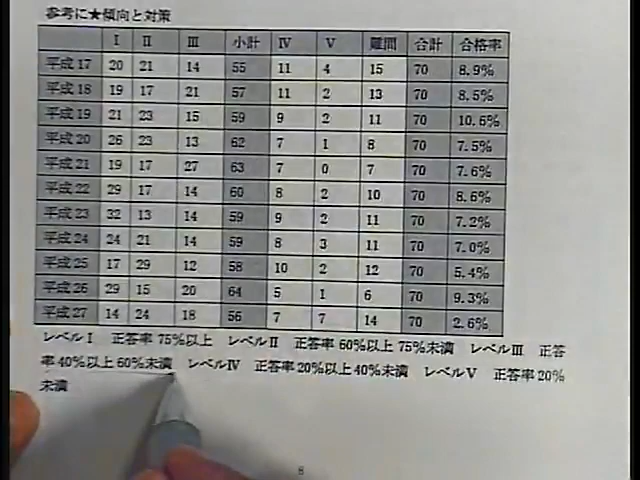 参考に★傾向と対策
Ⅰ Ⅱ Ⅲ 小計 Ⅳ Ⅴ 難問 合計 合格率
平成17 20 21 14 55 11 4 15 70 8.9%
平成18 19 17 21 57 11 2 13 70 8.5%
平成19 21 23 15 59 9 2 11 70 10.6%
平成20 26 23 13 62 7 1 8 70 7.5%
平成21 19 17 27 63 7 0 7 70 7.6%
平成22 29 17 14 60 8 2 10 70 8.6%
平成23 32 13 14 59 9 2 11 70 7.2%
平成24 24 21 14 59 8 3 11 70 7.0%
平成25 17 29 12 58 10 2 12 70 5.4%
平成26 29 15 20 64 5 1 6 70 9.3%
平成27 14 24 18 56 7 7 14 70 2.6%
レベルⅠ 正答率 75%以上 レベルⅡ 正答率 60%以上 75%未満 レベルⅢ 正答
率 40%以上 60%未満 レベルⅣ 正答率 20%以上 40%未満 レベルⅤ 正答率 20%
未満
8